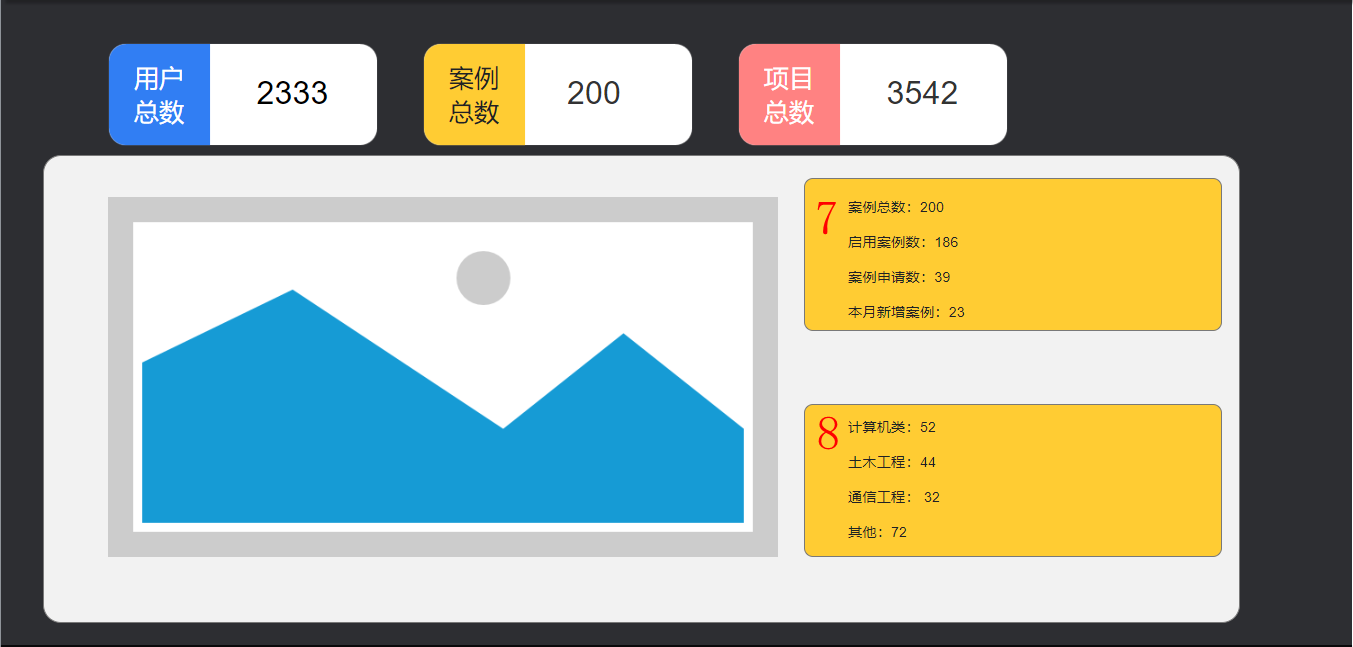 用户
总数
2333
案例
总数
200
项目
总数
3542
7
案例总数：200
启用案例数：186
案例申请数：39
本月新增案例：23
8
计算机类：52
土木工程：44
通信工程： 32
其他：72